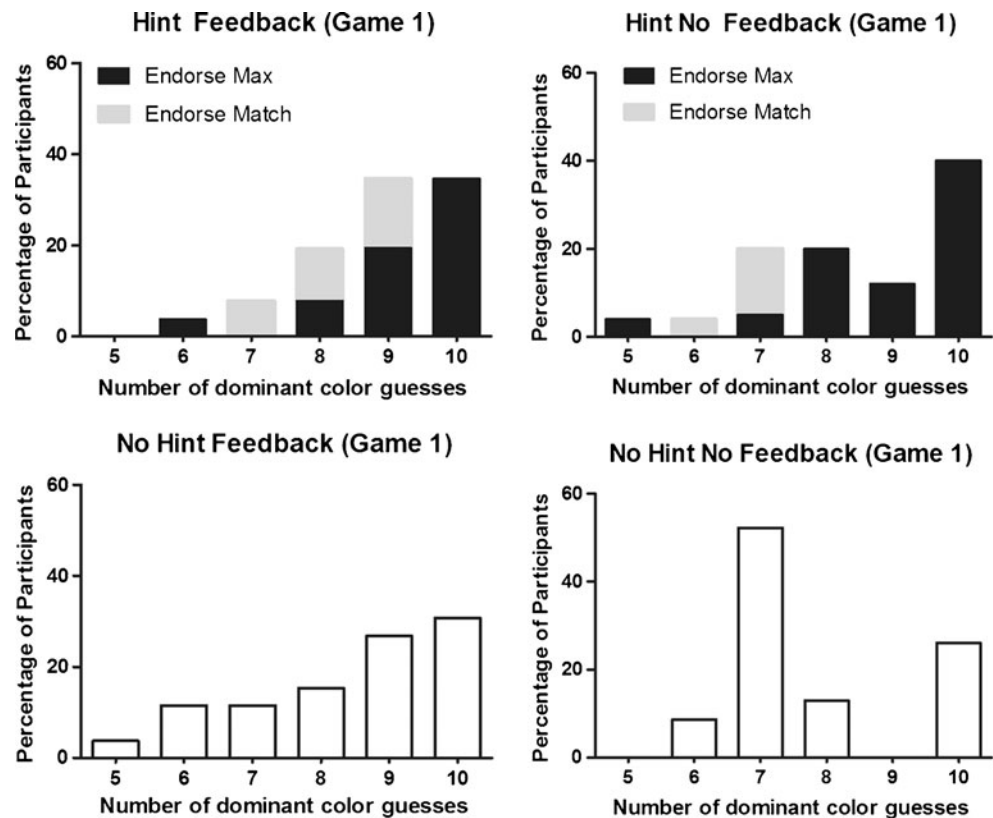 Hint Feedback (Game 1)
Percentage of Participants
60
40
20
0
Endorse Max
Endorse Match
5 6 7 8 9 10
Number of dominant color guesses
Hint No Feedback (Game 1)
Percentage of Participants
60
40
20
0
Endorse Max
Endorse Match
5 6 7 8 9 10
Number of dominant color guesses
No Hint Feedback (Game 1)
Percentage of Participants
60
40
20
0
5 6 7 8 9 10
Number of dominant color guesses
No Hint No Feedback (Game 1)
Percentage of Participants
60
40
20
0
5 6 7 8 9 10
Number of dominant color guesses